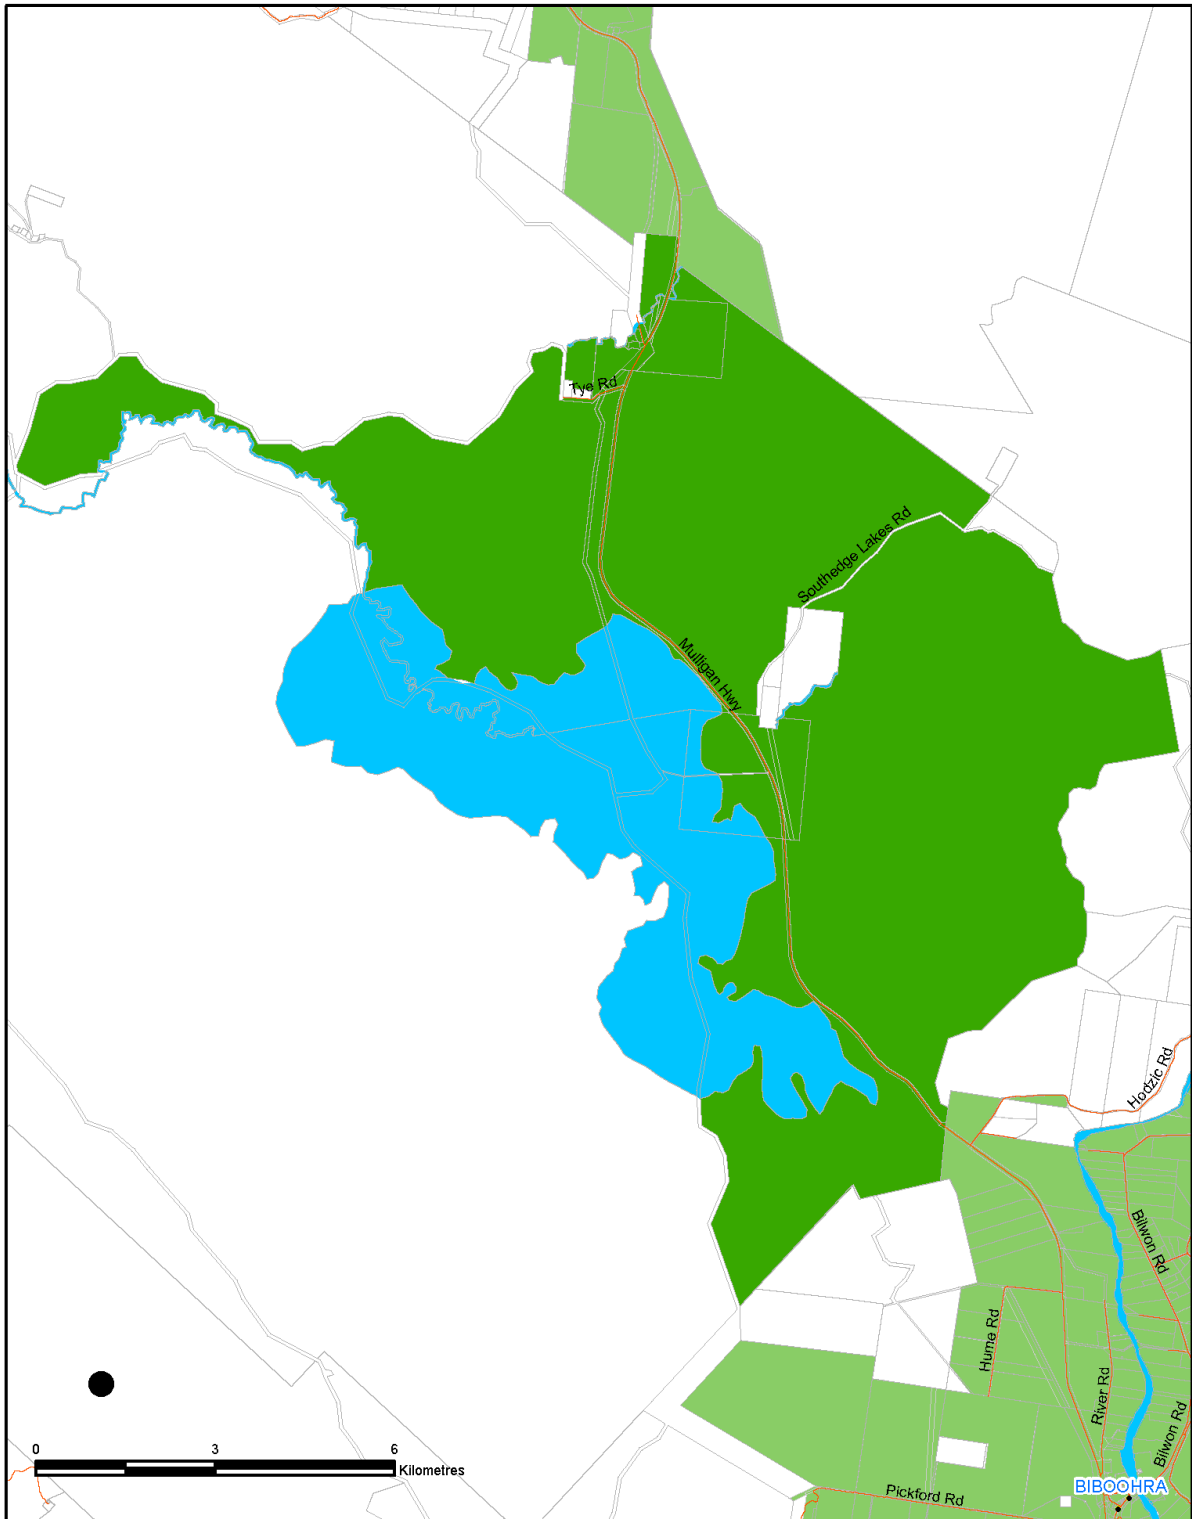 Tye Rd
Southedge Lakes Rd
Mulligan Hwy
Hodzic Rd
Bilwon Rd
Hume Rd
River Rd
Bilwon Rd
0 3 6
Kilometres
BIBOOHRA
Pickford Rd